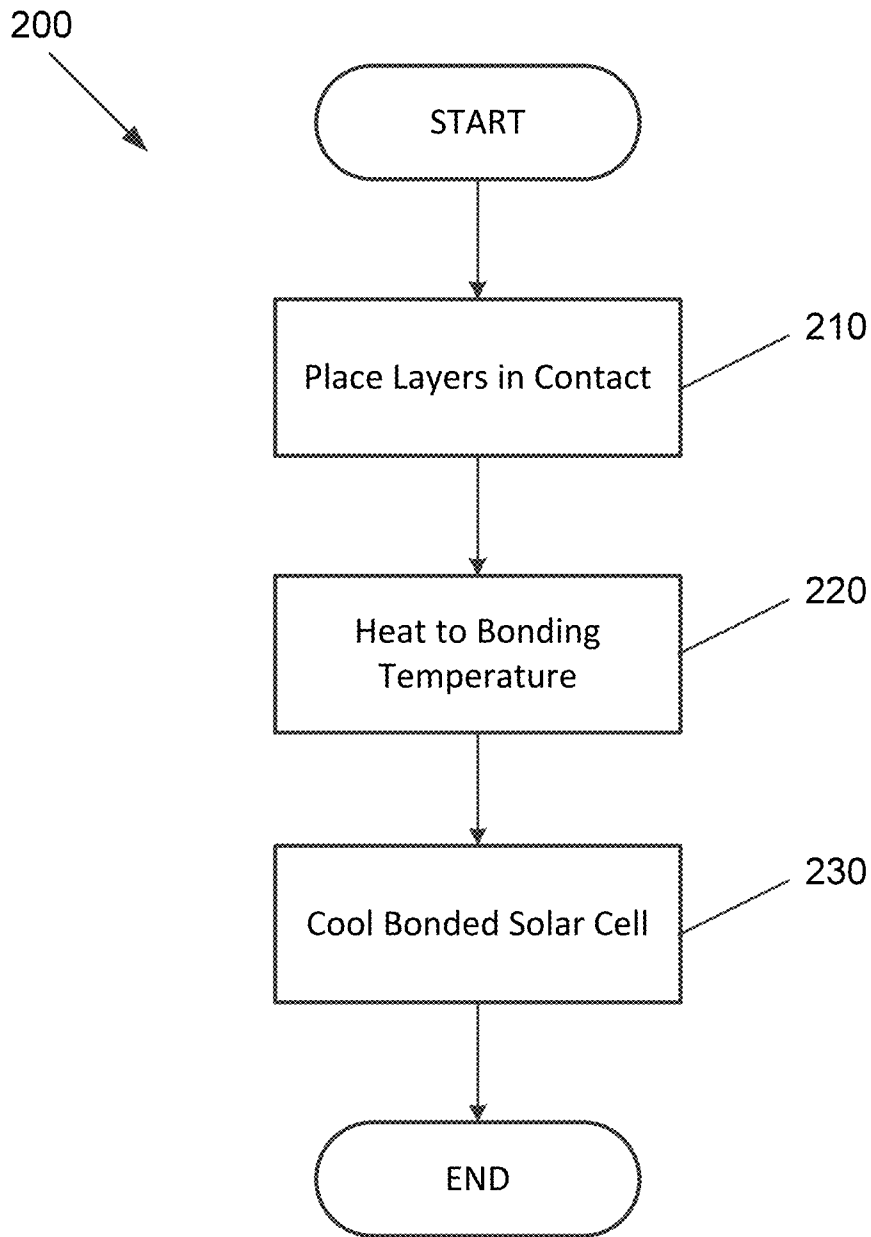 200
START
Place Layers in Contact
210
Heat to Bonding
Temperature
220
Cool Bonded Solar Cell
230
END